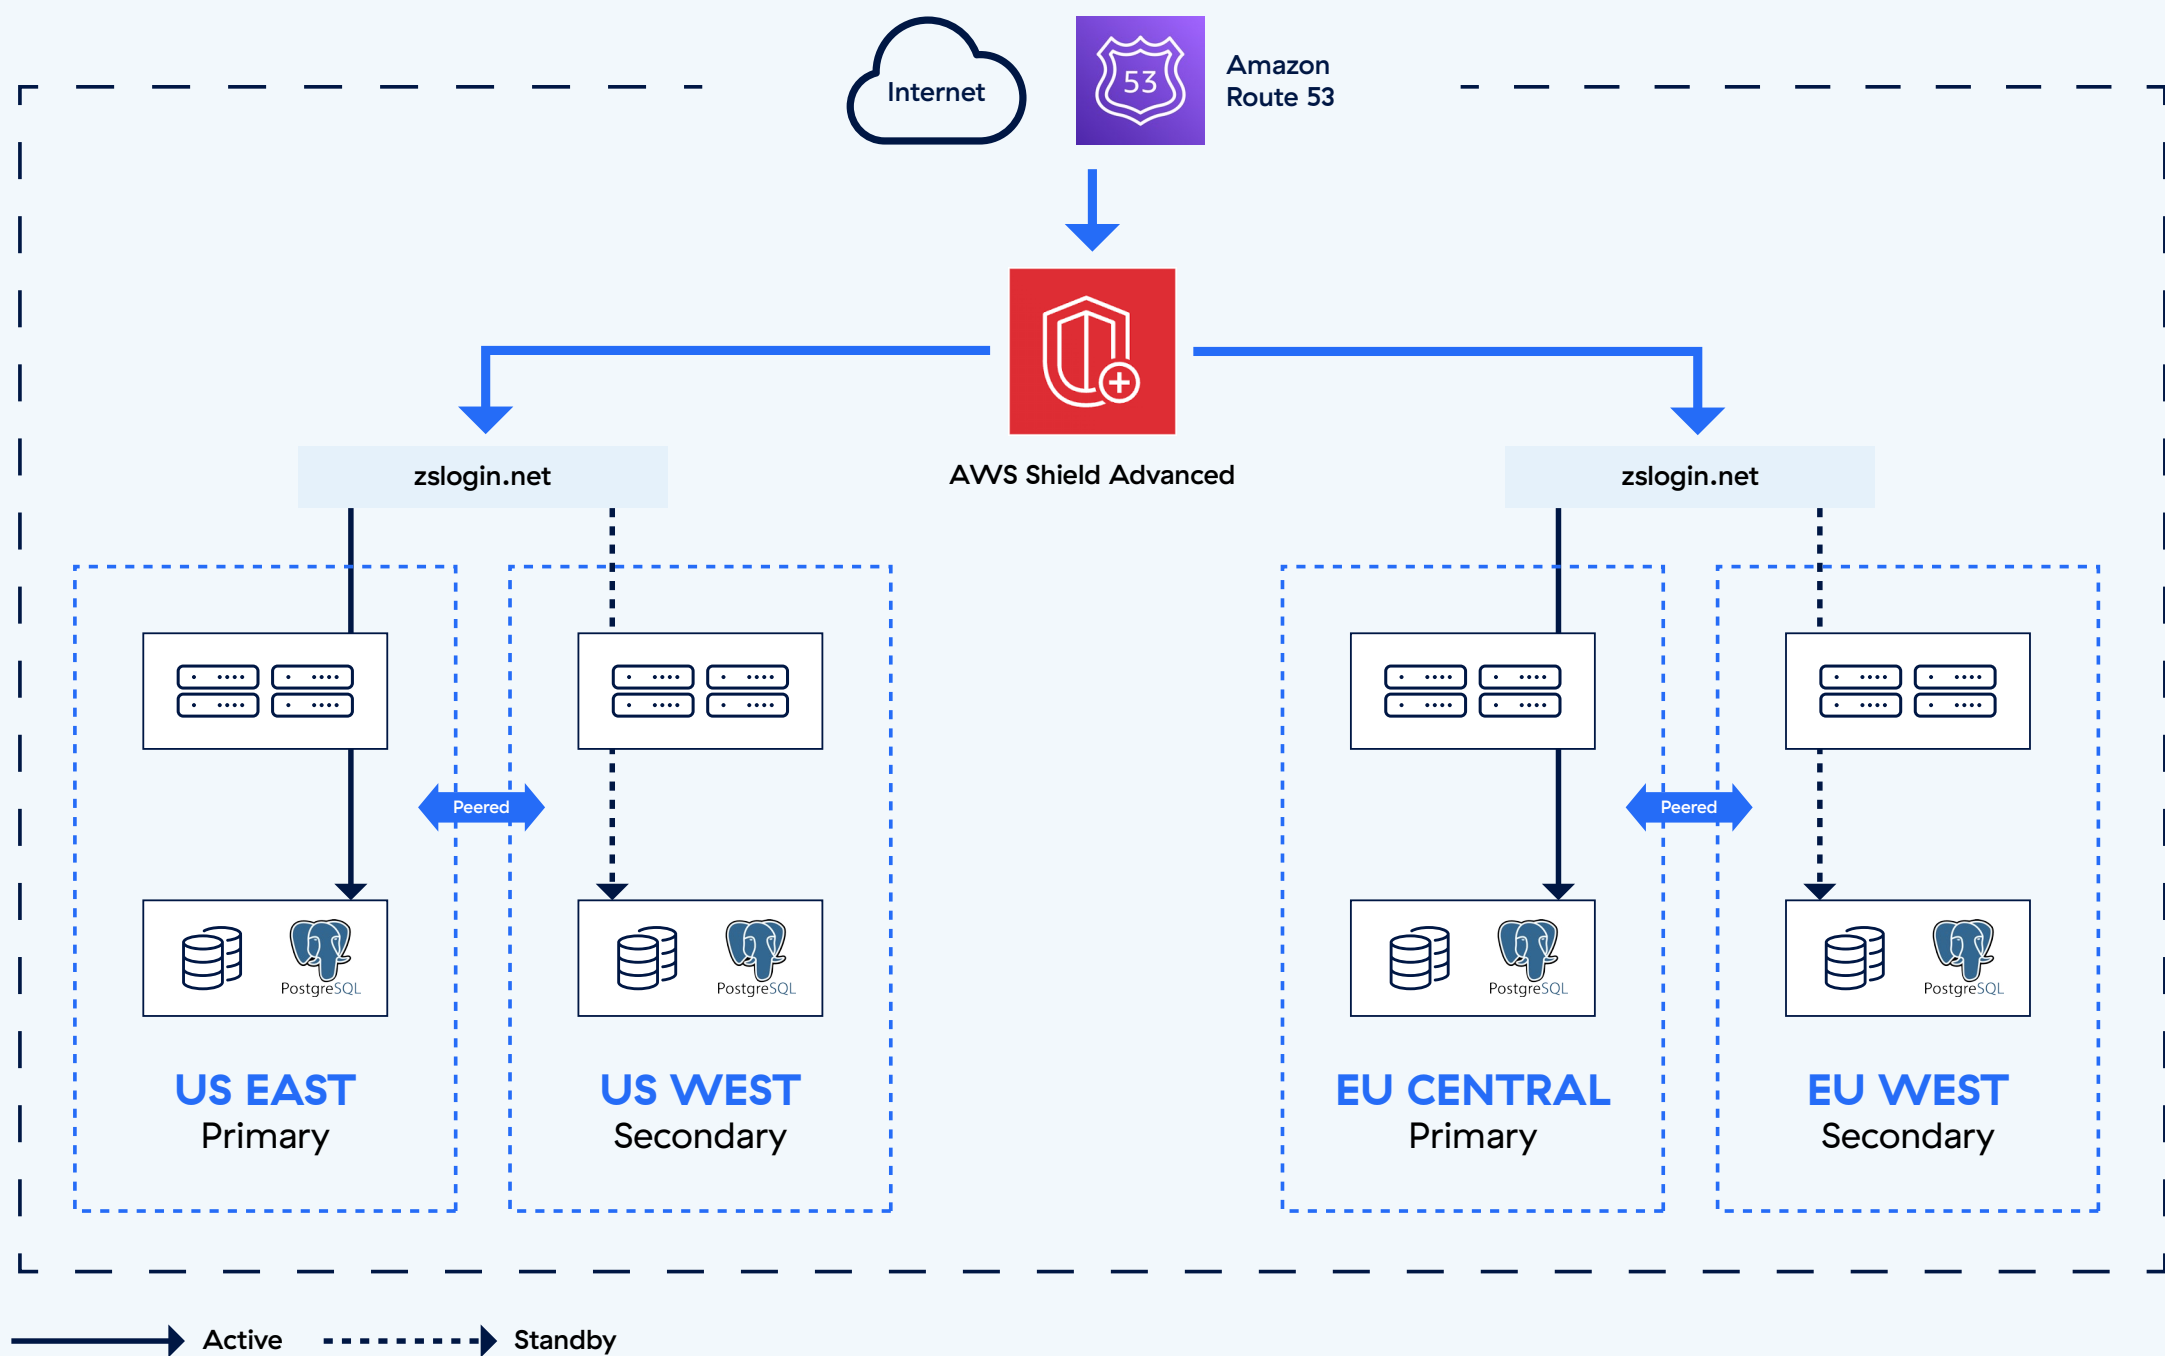 Internet
53
Amazon
Route 53
AWS Shield Advanced
zslogin.net
zslogin.net
Peered
Peered
PostgreSQL
PostgreSQL
PostgreSQL
PostgreSQL
US EAST
Primary
US WEST
Secondary
EU CENTRAL
Primary
EU WEST
Secondary
Active
Standby